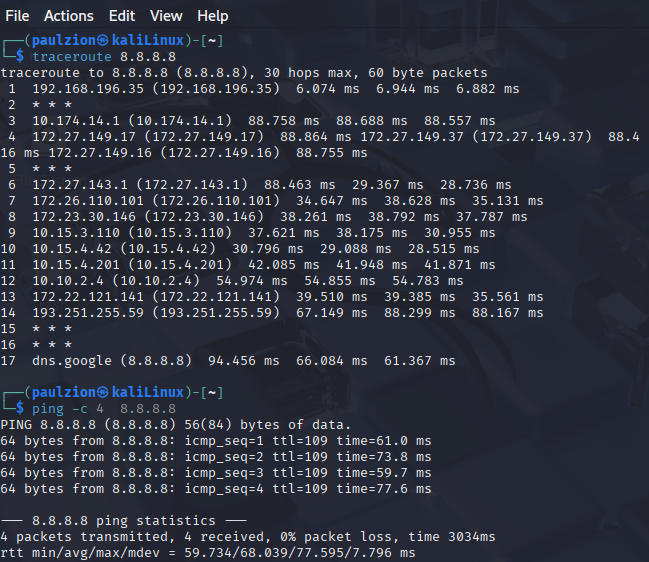 File Actions Edit View Help
┌──(paulzion㉿kaliLinux)-[~]
└─$ traceroute 8.8.8.8
traceroute to 8.8.8.8 (8.8.8.8), 30 hops max, 60 byte packets
 1  192.168.196.35 (192.168.196.35)  6.074 ms  6.944 ms  6.882 ms
 2  * * *
 3  10.174.14.1 (10.174.14.1)  88.758 ms  88.688 ms  88.557 ms
 4  172.27.149.17 (172.27.149.17)  88.864 ms 172.27.149.37 (172.27.149.37)  88.4
16 ms 172.27.149.16 (172.27.149.16)  88.755 ms
 5  * * *
 6  172.27.143.1 (172.27.143.1)  88.463 ms  29.367 ms  28.736 ms
 7  172.26.110.101 (172.26.110.101)  34.647 ms  38.628 ms  35.131 ms
 8  172.23.30.146 (172.23.30.146)  38.261 ms  38.792 ms  37.787 ms
 9  10.15.3.110 (10.15.3.110)  37.621 ms  38.175 ms  30.955 ms
10  10.15.4.42 (10.15.4.42)  30.796 ms  29.088 ms  28.515 ms
11  10.15.4.201 (10.15.4.201)  42.085 ms  41.948 ms  41.871 ms
12  10.10.2.4 (10.10.2.4)  54.974 ms  54.855 ms  54.783 ms
13  172.22.121.141 (172.22.121.141)  39.510 ms  39.385 ms  35.561 ms
14  193.251.255.59 (193.251.255.59)  67.149 ms  88.299 ms  88.167 ms
15  * * *
16  * * *
17  dns.google (8.8.8.8)  94.456 ms  66.084 ms  61.367 ms
┌──(paulzion㉿kaliLinux)-[~]
└─$ ping -c 4  8.8.8.8
PING 8.8.8.8 (8.8.8.8) 56(84) bytes of data.
64 bytes from 8.8.8.8: icmp_seq=1 ttl=109 time=61.0 ms
64 bytes from 8.8.8.8: icmp_seq=2 ttl=109 time=73.8 ms
64 bytes from 8.8.8.8: icmp_seq=3 ttl=109 time=59.7 ms
64 bytes from 8.8.8.8: icmp_seq=4 ttl=109 time=77.6 ms
--- 8.8.8.8 ping statistics ---
4 packets transmitted, 4 received, 0% packet loss, time 3034ms
rtt min/avg/max/mdev = 59.734/68.039/77.595/7.796 ms